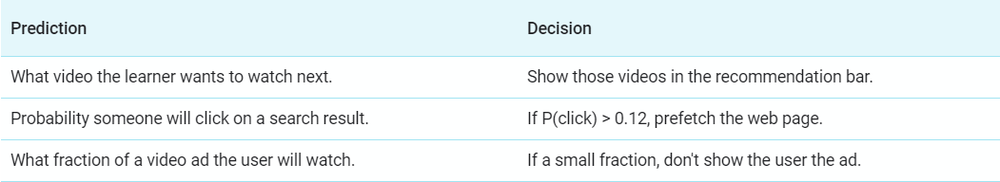 Prediction Decision
What video the learner wants to watch next. Show those videos in the recommendation bar.
Probability someone will click on a search result. If P(click) > 0.12, prefetch the web page.
What fraction of a video ad the user will watch. If a small fraction, don't show the user the ad.